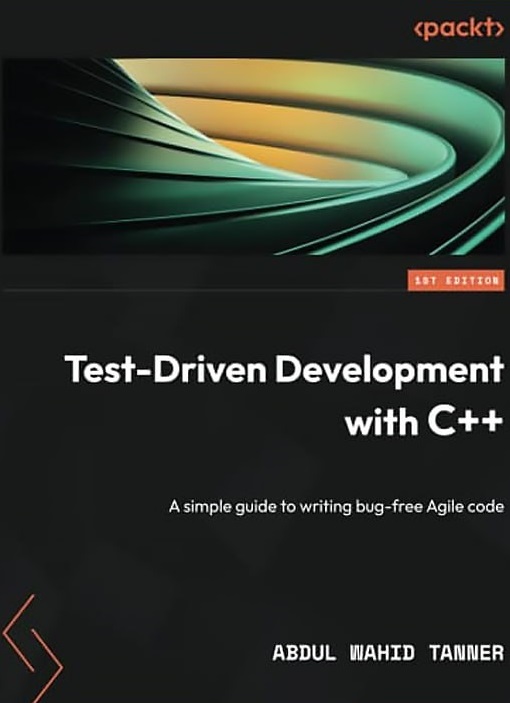 <packt>
1ST EDITION
Test-Driven Development
with C++
A simple guide to writing bug-free Agile code
ABDUL WAHID TANNER